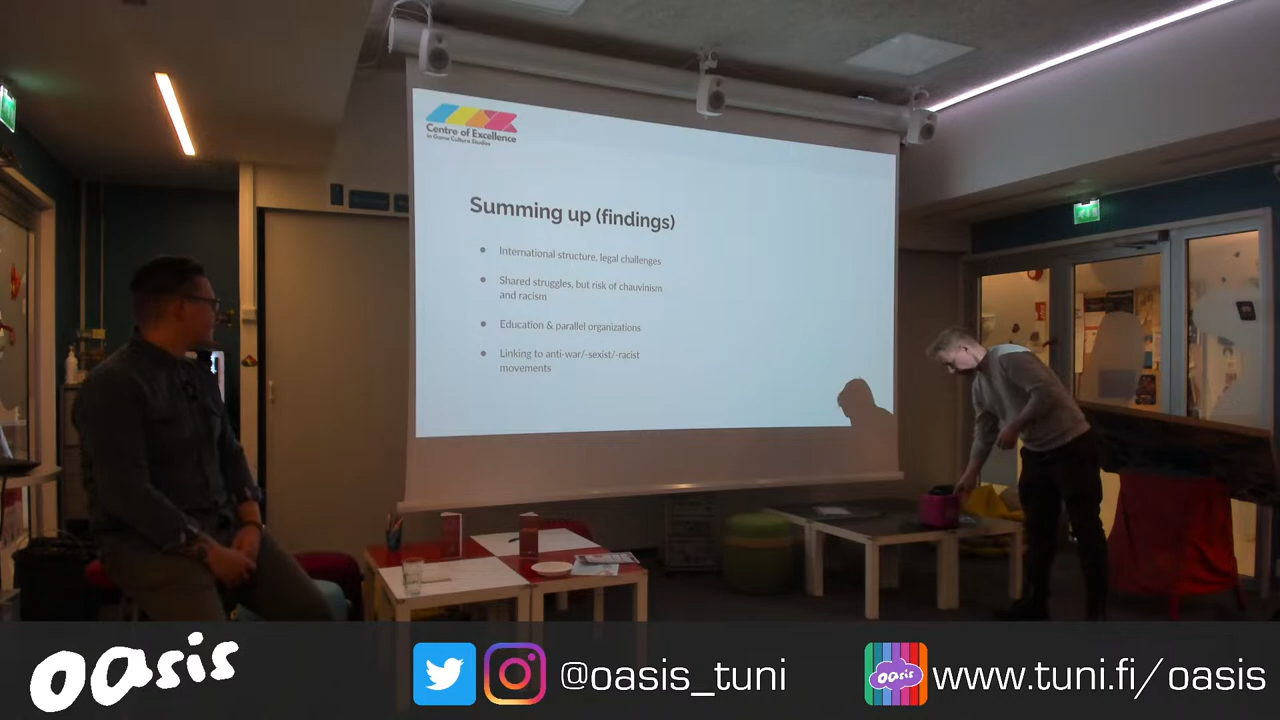 Centre of Excellence
in Game Culture Studies
Summing up (findings)
International structure, legal challenges
Shared struggles, but risk of chauvinism
and racism
Education & parallel organizations
Linking to anti-war/-sexist/-racist
movements
oasis
@oasis_tuni
oasis
www.tuni.fi/oasis